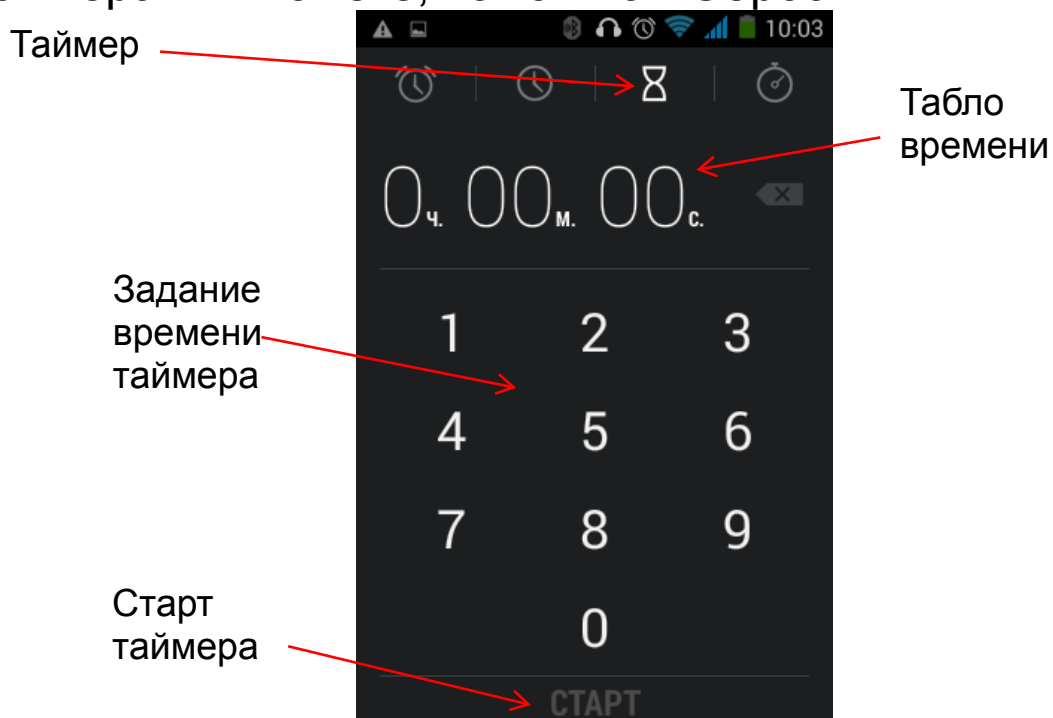 Таймер
10:03
Табло
времени
0ч. 00м. 00с.
Задание
времени
таймера
1 2 3
4 5 6
7 8 9
0
Старт
таймера
СТАРТ